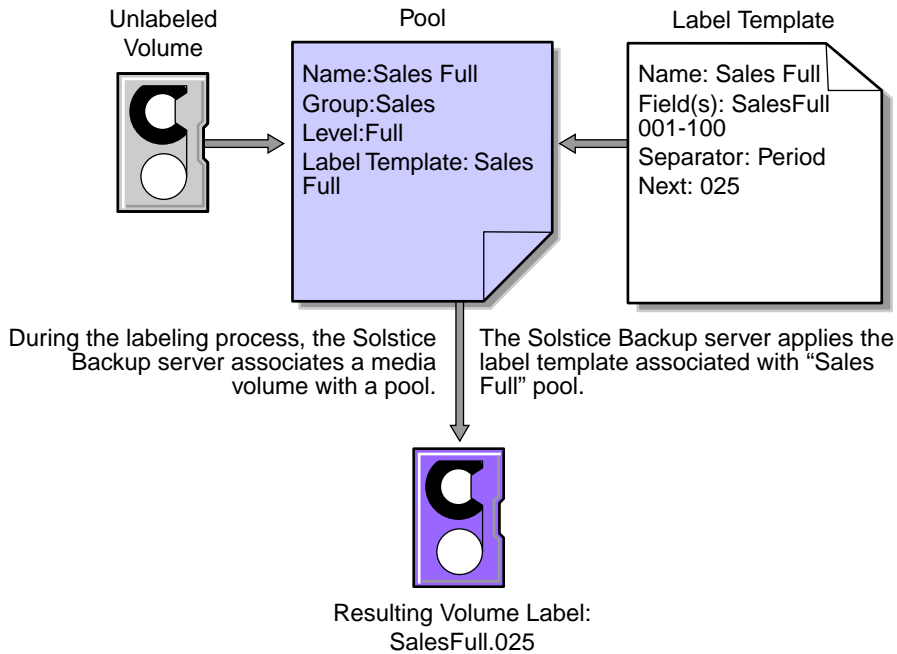 Unlabeled
Volume
Pool
Label Template
Name:Sales Full
Group:Sales
Level:Full
Label Template: Sales
Full
Name: Sales Full
Field(s): SalesFull
001-100
Separator: Period
Next: 025
During the labeling process, the Solstice
Backup server associates a media
volume with a pool.
The Solstice Backup server applies the
label template associated with “Sales
Full” pool.
Resulting Volume Label:
SalesFull.025